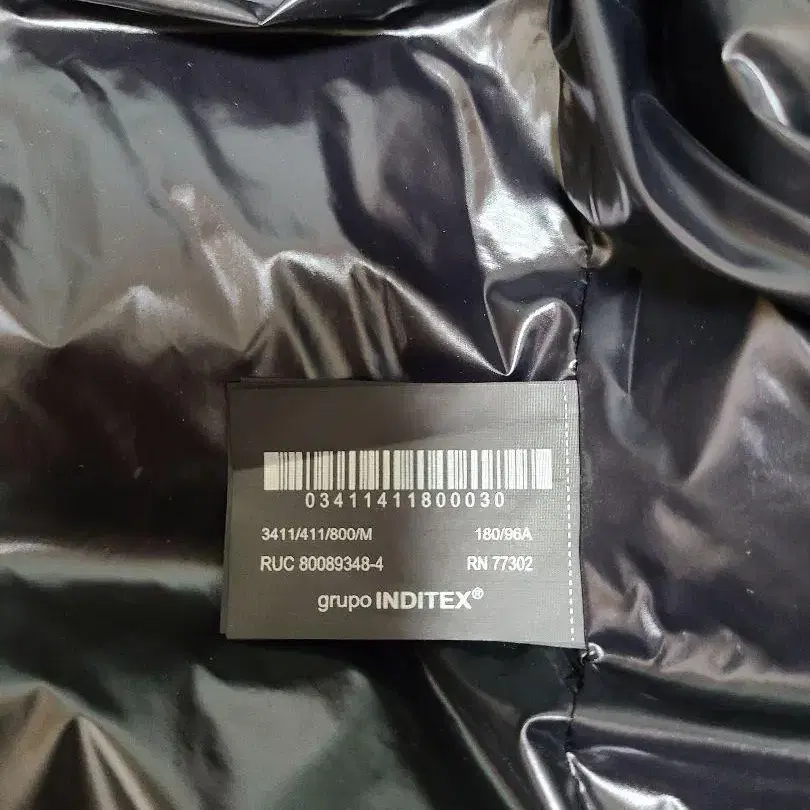 03411411800030
3411/411/800/M 180/96A
RUC 80089348-4 RN 77302
grupo INDITEX®